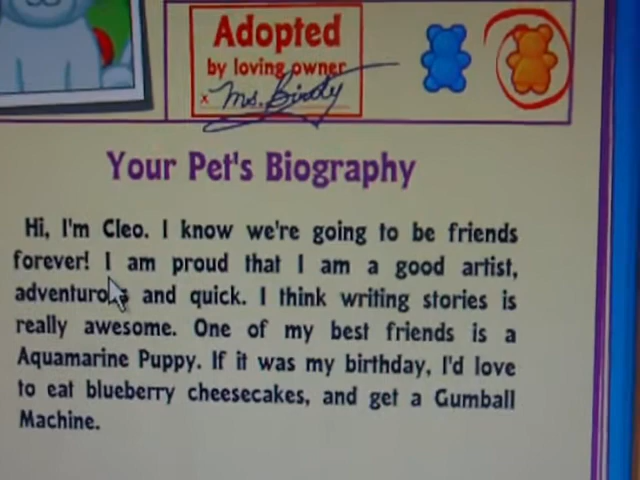 Adopted
by loving owner
x Ms. Birdy
Your Pet's Biography
Hi, I'm Cleo. I know we're going to be friends
forever! I am proud that I am a good artist,
adventurous and quick. I think writing stories is
really awesome. One of my best friends is a
Aquamarine Puppy. If it was my birthday, I'd love
to eat blueberry cheesecakes, and get a Gumball
Machine.